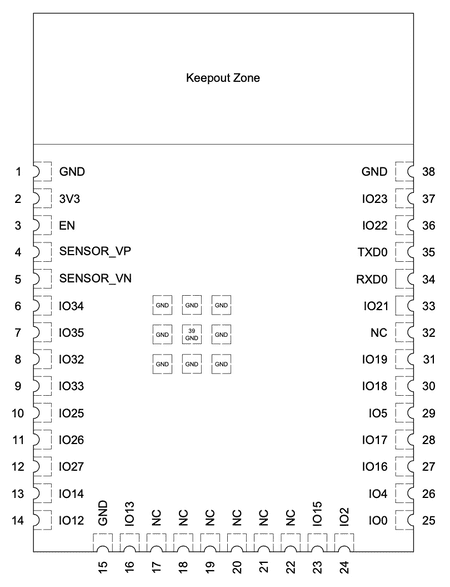 Keepout Zone
1 GND GND 38
2 3V3 IO23 37
3 EN IO22 36
4 SENSOR_VP TXD0 35
5 SENSOR_VN RXD0 34
6 IO34 GND GND GND IO21 33
7 IO35 GND 39 GND GND NC 32
8 IO32 GND GND GND IO19 31
9 IO33 IO18 30
10 IO25 IO5 29
11 IO26 IO17 28
12 IO27 IO16 27
13 IO14 IO4 26
14 IO12 IO0 25
GND IO13 NC NC NC NC NC NC IO15 IO2
15 16 17 18 19 20 21 22 23 24